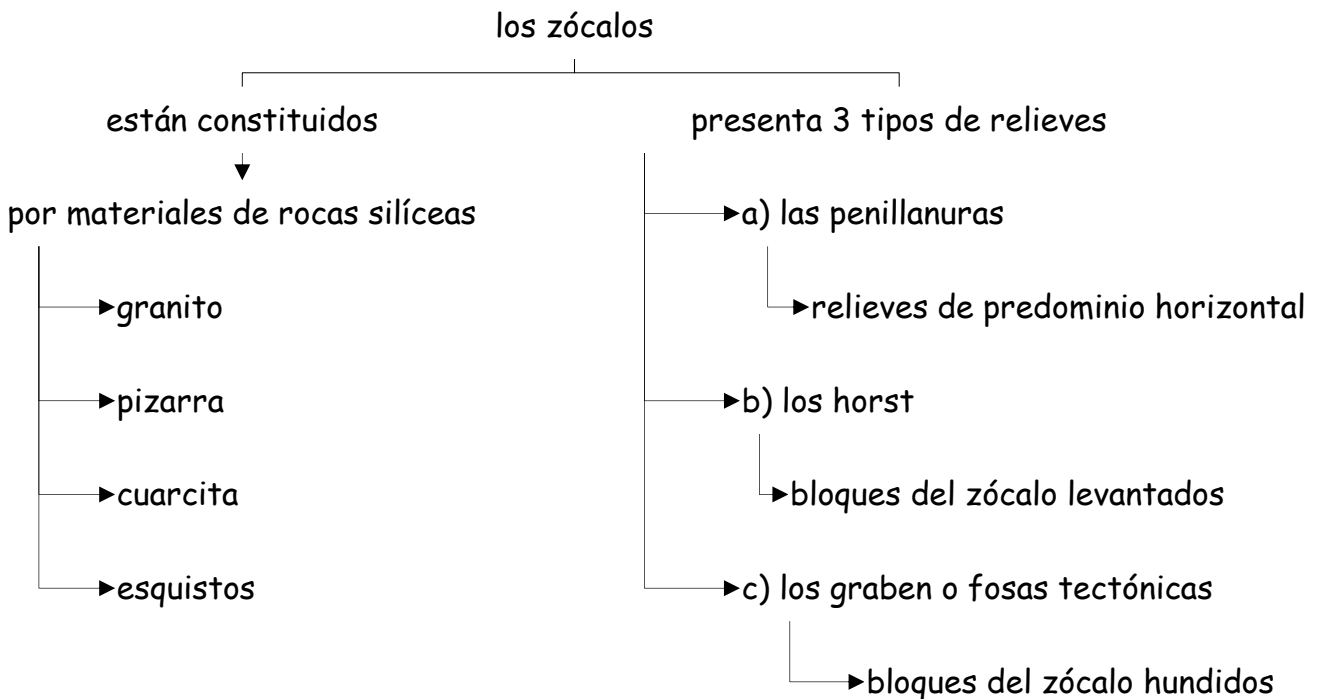 los zócalos
están constituidos
por materiales de rocas silíceas
granito
pizarra
cuarcita
esquistos
presenta 3 tipos de relieves
a) las penillanuras
relieves de predominio horizontal
b) los horst
bloques del zócalo levantados
c) los graben o fosas tectónicas
bloques del zócalo hundidos